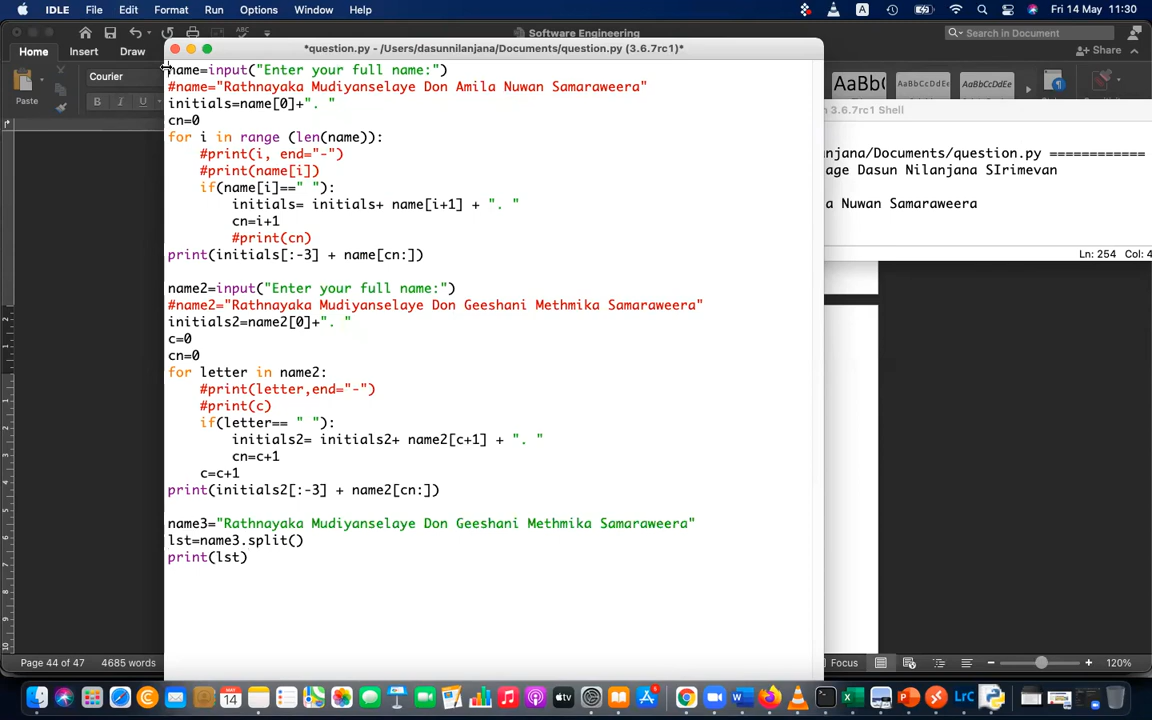 IDLE File Edit Format Run Options Window Help A Fri 14 May 11:30
Software Engineering Search in Document
Home Insert Draw Share
*question.py - /Users/dasunnilanjana/Documents/question.py (3.6.7rc1)*
Courier
Paste
B I U
AaBb AaBbCcDdEe AaBbCcDdEe
3.6.7rc1 Shell
name=input("Enter your full name:")
#name="Rathnayaka Mudiyanselaye Don Amila Nuwan Samaraweera"
initials=name[0]+". "
cn=0
for i in range (len(name)):
#print(i, end="-")
#print(name[i])
if(name[i]==" "):
initials= initials+ name[i+1] + ". "
cn=i+1
#print(cn)
print(initials[:-3] + name[cn:])
name2=input("Enter your full name:")
#name2="Rathnayaka Mudiyanselaye Don Geeshani Methmika Samaraweera"
initials2=name2[0]+". "
c=0
cn=0
for letter in name2:
#print(letter,end="-")
#print(c)
if(letter== " "):
initials2= initials2+ name2[c+1] + ". "
cn=c+1
c=c+1
print(initials2[:-3] + name2[cn:])
name3="Rathnayaka Mudiyanselaye Don Geeshani Methmika Samaraweera"
lst=name3.split()
print(lst)
njana/Documents/question.py ============
age Dasun Nilanjana SIrimevan
a Nuwan Samaraweera
Ln: 254 Col: 4
Page 44 of 47 4685 words Focus 120%